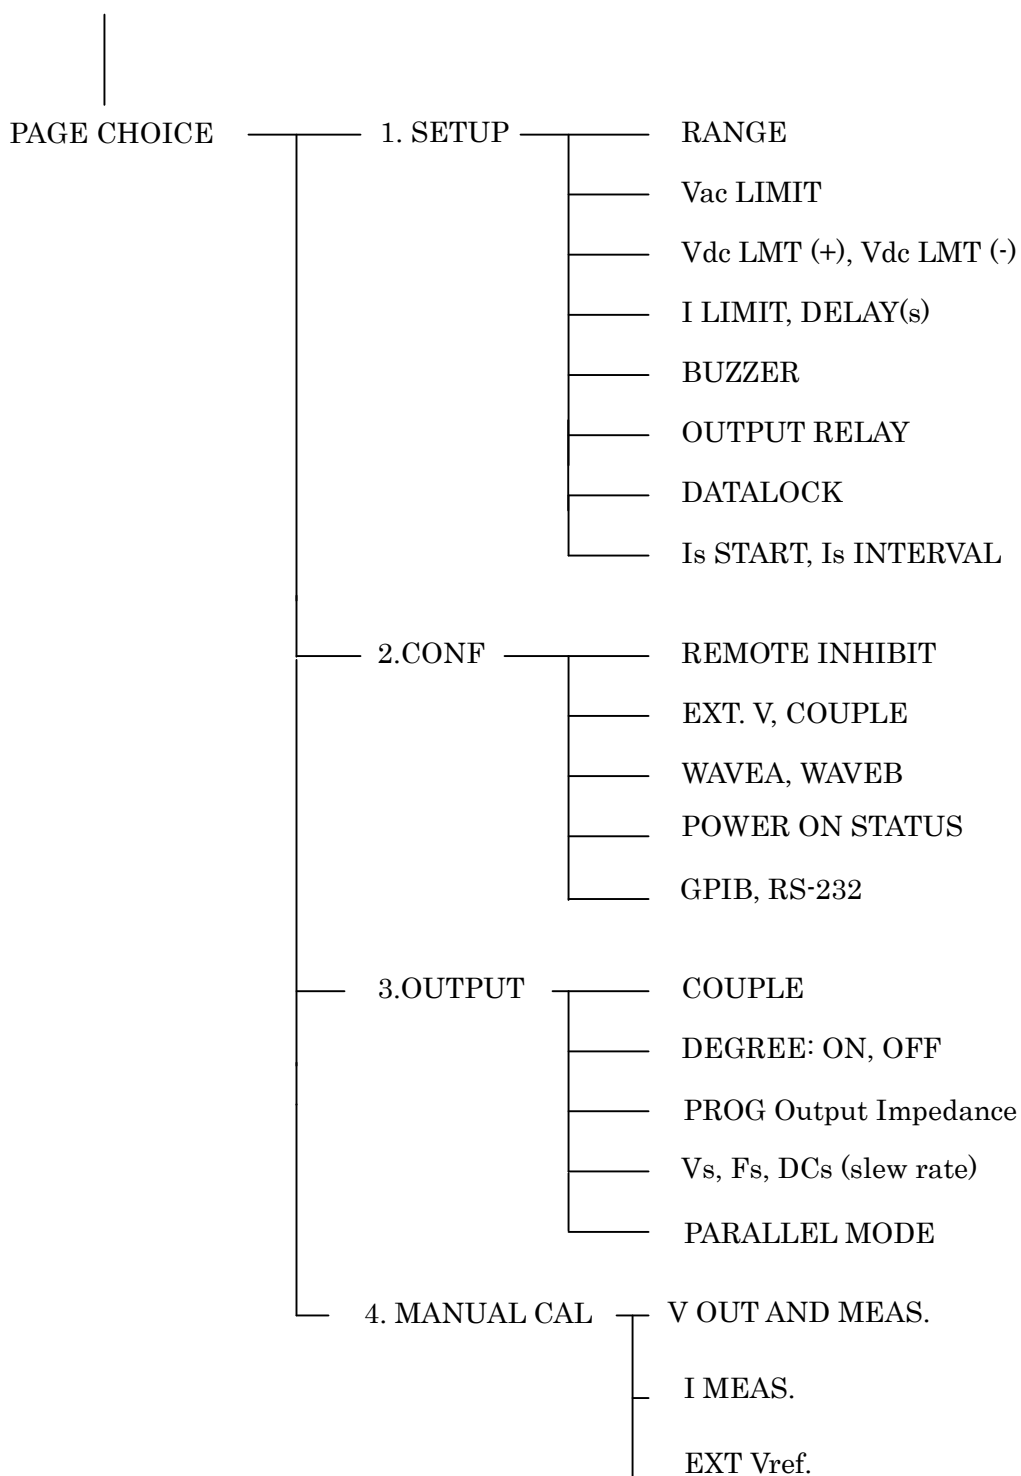 PAGE CHOICE
1. SETUP
RANGE
Vac LIMIT
Vdc LMT (+), Vdc LMT (-)
I LIMIT, DELAY(s)
BUZZER
OUTPUT RELAY
DATALOCK
Is START, Is INTERVAL
2.CONF
REMOTE INHIBIT
EXT. V, COUPLE
WAVEA, WAVEB
POWER ON STATUS
GPIB, RS-232
3.OUTPUT
COUPLE
DEGREE: ON, OFF
PROG Output Impedance
Vs, Fs, DCs (slew rate)
PARALLEL MODE
4. MANUAL CAL
V OUT AND MEAS.
I MEAS.
EXT Vref.